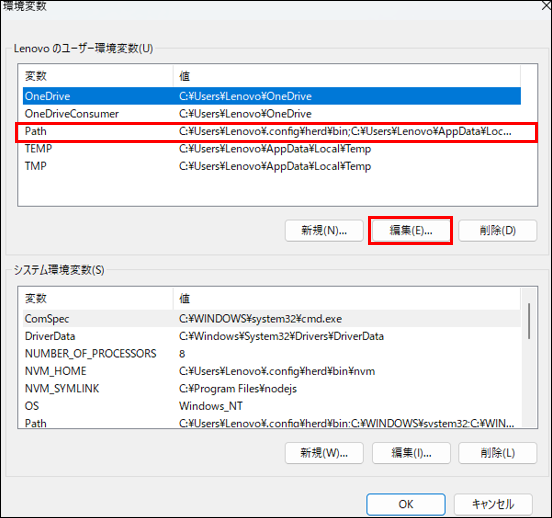 環境変数
Lenovo のユーザー環境変数(U)
変数 値
OneDrive C:¥Users¥Lenovo¥OneDrive
OneDriveConsumer C:¥Users¥Lenovo¥OneDrive
Path C:¥Users¥Lenovo¥.config¥herd¥bin;C:¥Users¥Lenovo¥AppData¥Loc...
TEMP C:¥Users¥Lenovo¥AppData¥Local¥Temp
TMP C:¥Users¥Lenovo¥AppData¥Local¥Temp
新規(N)... 編集(E)... 削除(D)
システム環境変数(S)
変数 値
ComSpec C:¥WINDOWS¥system32¥cmd.exe
DriverData C:¥Windows¥System32¥Drivers¥DriverData
NUMBER_OF_PROCESSORS 8
NVM_HOME C:¥Users¥Lenovo¥.config¥herd¥bin¥nvm
NVM_SYMLINK C:¥Program Files¥nodejs
OS Windows_NT
Path C:¥Users¥Lenovo¥.config¥herd¥bin;C:¥WINDOWS¥system32;C:¥WIN...
新規(W)... 編集(I)... 削除(L)
OK キャンセル